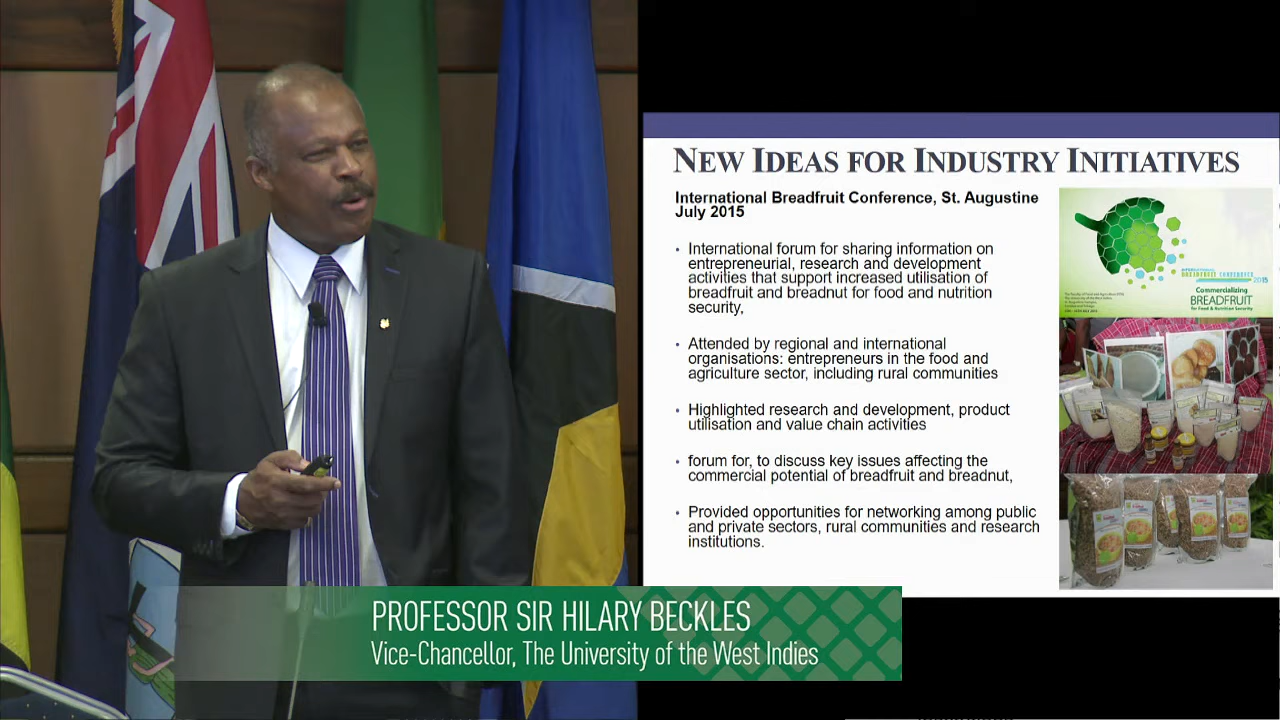 NEW IDEAS FOR INDUSTRY INITIATIVES
International Breadfruit Conference, St. Augustine
July 2015
• International forum for sharing information on
entrepreneurial, research and development
activities that support increased utilisation of
breadfruit and breadnut for food and nutrition
security,
• Attended by regional and international
organisations: entrepreneurs in the food and
agriculture sector, including rural communities
• Highlighted research and development, product
utilisation and value chain activities
• forum for, to discuss key issues affecting the
commercial potential of breadfruit and breadnut,
• Provided opportunities for networking among public
and private sectors, rural communities and research
institutions.
BREADFRUIT CONFERENCE 2015
Commercializing
BREADFRUIT
for Food & Nutrition Security
PROFESSOR SIR HILARY BECKLES
Vice-Chancellor, The University of the West Indies